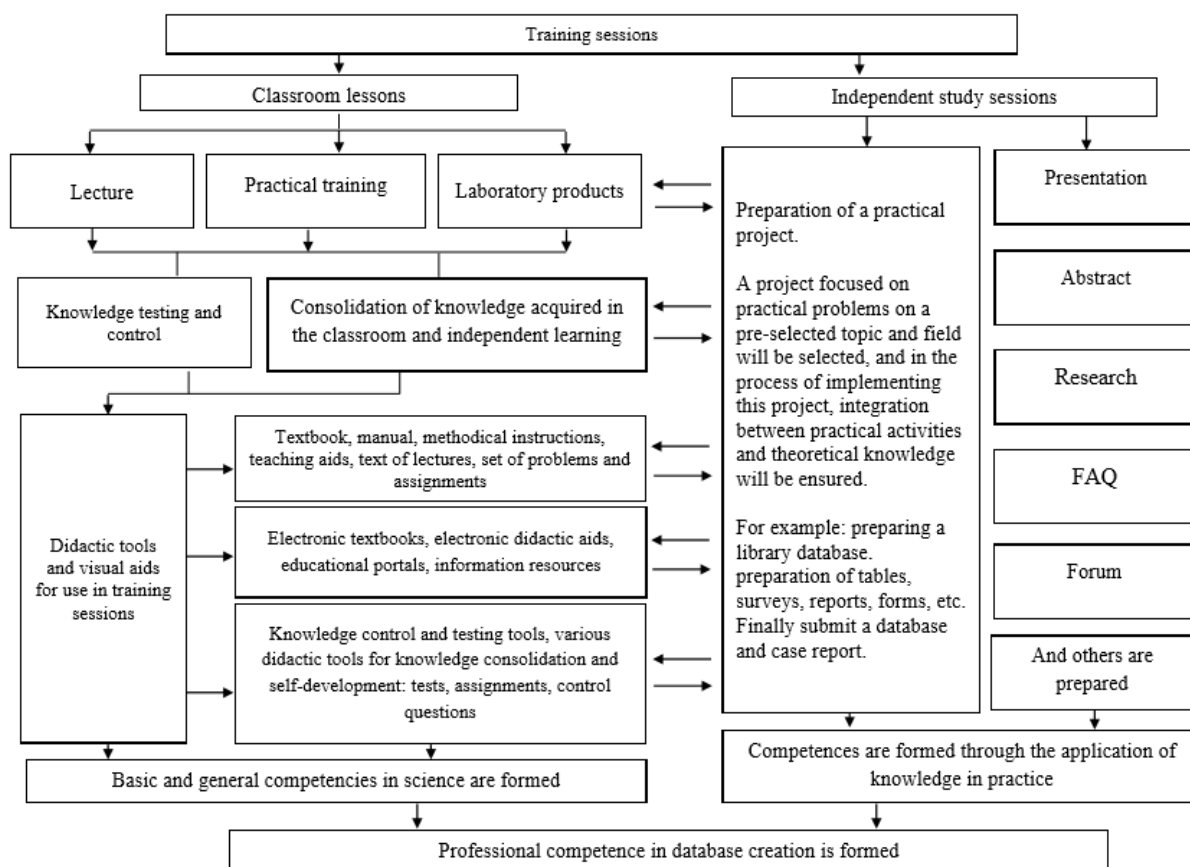 Training sessions
Classroom lessons
Independent study sessions
Lecture
Practical training
Laboratory products
Knowledge testing and
control
Consolidation of knowledge acquired in
the classroom and independent learning
Didactic tools
and visual aids
for use in training
sessions
Textbook, manual, methodical instructions,
teaching aids, text of lectures, set of problems and
assignments
Electronic textbooks, electronic didactic aids,
educational portals, information resources
Knowledge control and testing tools, various
didactic tools for knowledge consolidation and
self-development: tests, assignments, control
questions
Preparation of a practical
project.
A project focused on
practical problems on a
pre-selected topic and field
will be selected, and in the
process of implementing
this project, integration
between practical activities
and theoretical knowledge
will be ensured.
For example: preparing a
library database.
preparation of tables,
surveys, reports, forms, etc.
Finally submit a database
and case report.
Presentation
Abstract
Research
FAQ
Forum
And others are
prepared
Basic and general competencies in science are formed
Competences are formed through the application of
knowledge in practice
Professional competence in database creation is formed